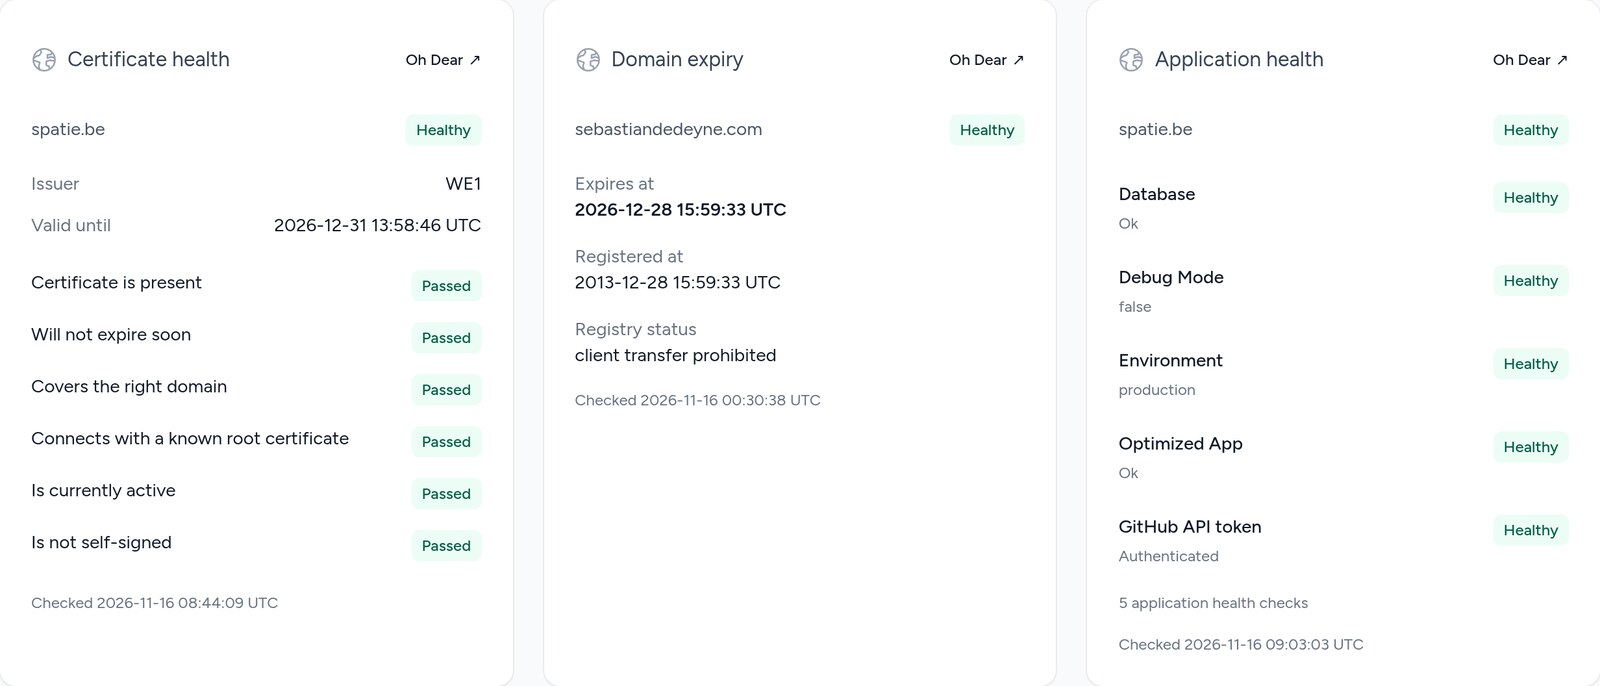 Certificate health
Oh Dear ↗
spatie.be
Healthy
Issuer
WE1
Valid until
2026-12-31 13:58:46 UTC
Certificate is present
Passed
Will not expire soon
Passed
Covers the right domain
Passed
Connects with a known root certificate
Passed
Is currently active
Passed
Is not self-signed
Passed
Checked 2026-11-16 08:44:09 UTC
Domain expiry
Oh Dear ↗
sebastiandedeyne.com
Healthy
Expires at
2026-12-28 15:59:33 UTC
Registered at
2013-12-28 15:59:33 UTC
Registry status
client transfer prohibited
Checked 2026-11-16 00:30:38 UTC
Application health
Oh Dear ↗
spatie.be
Healthy
Database
Healthy
Ok
Debug Mode
Healthy
false
Environment
Healthy
production
Optimized App
Healthy
Ok
GitHub API token
Healthy
Authenticated
5 application health checks
Checked 2026-11-16 09:03:03 UTC